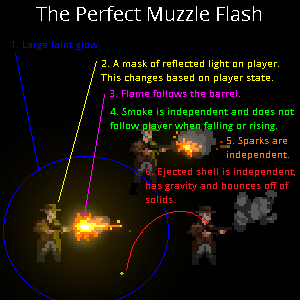 The Perfect Muzzle Flash
1. Large faint glow.
2. A mask of reflected light on player.
This changes based on player state.
3. Flame follows the barrel.
4. Smoke is independent and does not
follow player when falling or rising.
5. Sparks are
independent.
6. Ejected shell is independent,
has gravity and bounces off of
solids.